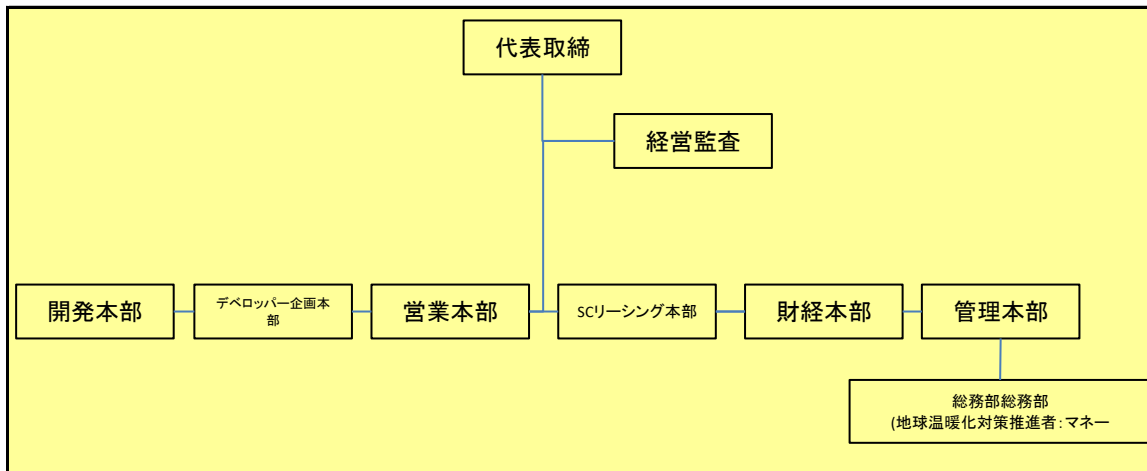 代表取締
経営監査
開発本部
デベロッパー企画本
部
営業本部
SCリーシング本部
財経本部
管理本部
総務部総務部
(地球温暖化対策推進者:マネー